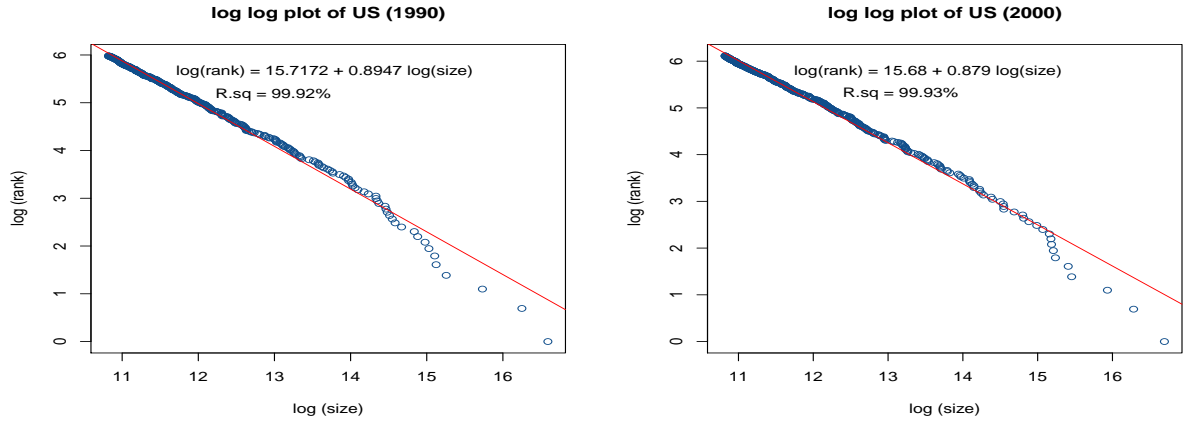 log log plot of US (1990)
log(rank) = 15.7172 + 0.8947 log(size)
R.sq = 99.92%
log (rank)
0
1
2
3
4
5
6
11
12
13
14
15
16
log (size)
log log plot of US (2000)
log(rank) = 15.68 + 0.879 log(size)
R.sq = 99.93%
log (rank)
0
1
2
3
4
5
6
11
12
13
14
15
16
log (size)